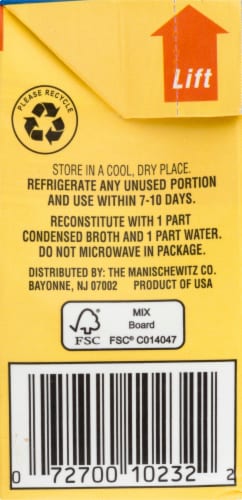 Lift
PLEASE RECYCLE
STORE IN A COOL, DRY PLACE.
REFRIGERATE ANY UNUSED PORTION
AND USE WITHIN 7-10 DAYS.
RECONSTITUTE WITH 1 PART
CONDENSED BROTH AND 1 PART WATER.
DO NOT MICROWAVE IN PACKAGE.
DISTRIBUTED BY: THE MANISCHEWITZ CO.
BAYONNE, NJ 07002 PRODUCT OF USA
FSC
MIX
Board
FSC® C014047
0 72700 10232 2